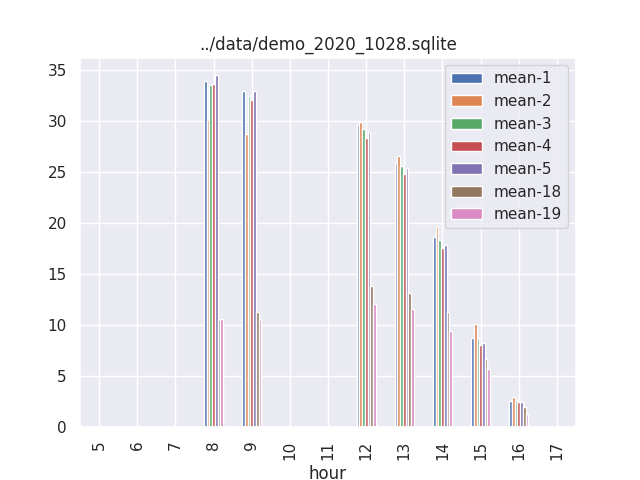 ../data/demo_2020_1028.sqlite
35
30
25
20
15
10
5
0
mean-1
mean-2
mean-3
mean-4
mean-5
mean-18
mean-19
5 6 7 8 9 10 11 12 13 14 15 16 17
hour